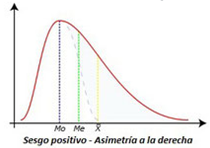 Mo Me X̄
Sesgo positivo - Asimetría a la derecha